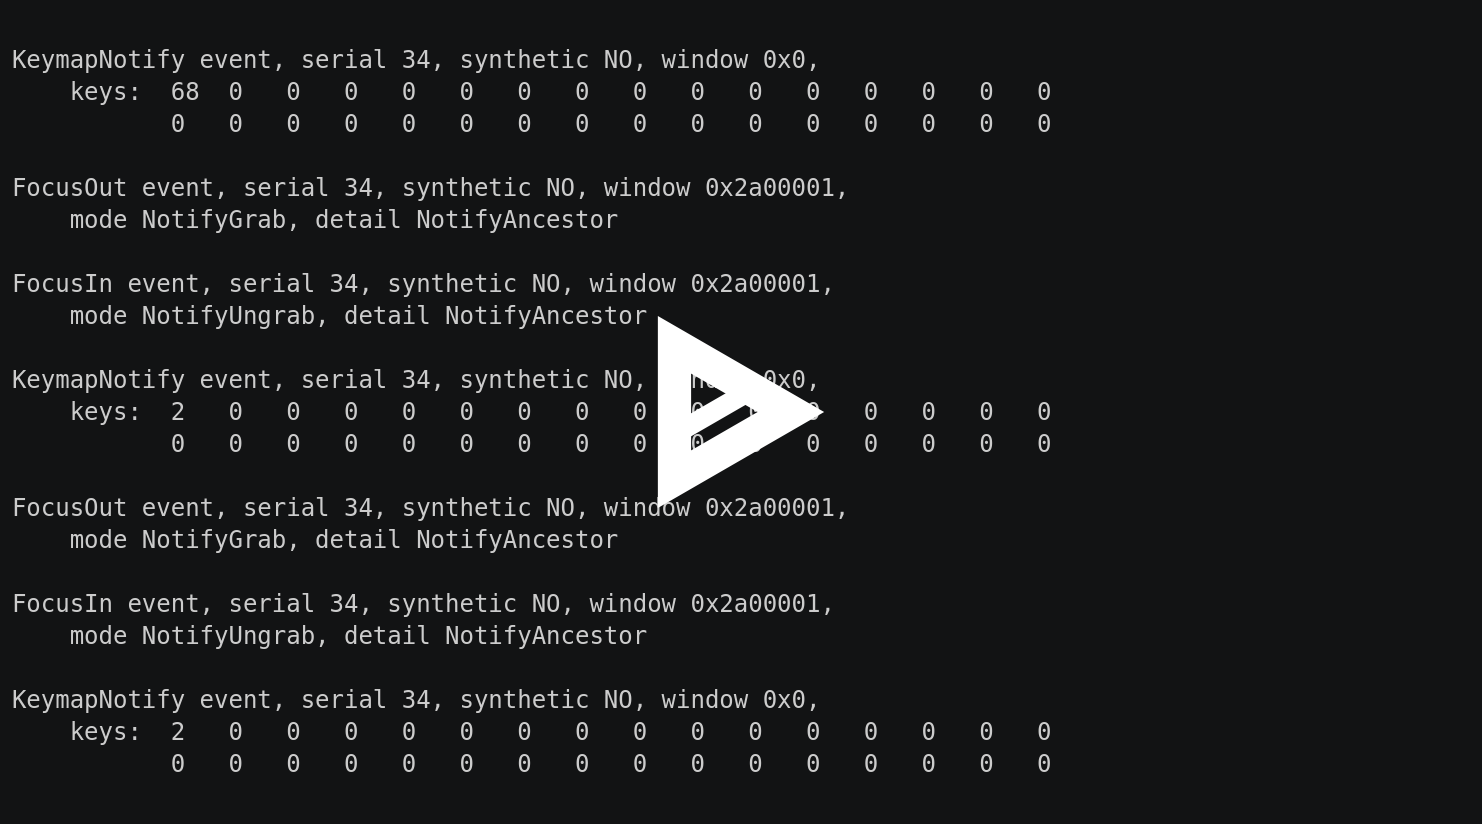 KeymapNotify event, serial 34, synthetic NO, window 0x0,
    keys:  68  0   0   0   0   0   0   0   0   0   0   0   0   0   0   0
           0   0   0   0   0   0   0   0   0   0   0   0   0   0   0   0

FocusOut event, serial 34, synthetic NO, window 0x2a00001,
    mode NotifyGrab, detail NotifyAncestor

FocusIn event, serial 34, synthetic NO, window 0x2a00001,
    mode NotifyUngrab, detail NotifyAncestor

KeymapNotify event, serial 34, synthetic NO, 0x0,
    keys:  2   0   0   0   0   0   0   0   0   0   0   0   0   0   0   0
           0   0   0   0   0   0   0   0   0   0   0   0   0   0   0   0

FocusOut event, serial 34, synthetic NO, window 0x2a00001,
    mode NotifyGrab, detail NotifyAncestor

FocusIn event, serial 34, synthetic NO, window 0x2a00001,
    mode NotifyUngrab, detail NotifyAncestor

KeymapNotify event, serial 34, synthetic NO, window 0x0,
    keys:  2   0   0   0   0   0   0   0   0   0   0   0   0   0   0   0
           0   0   0   0   0   0   0   0   0   0   0   0   0   0   0   0